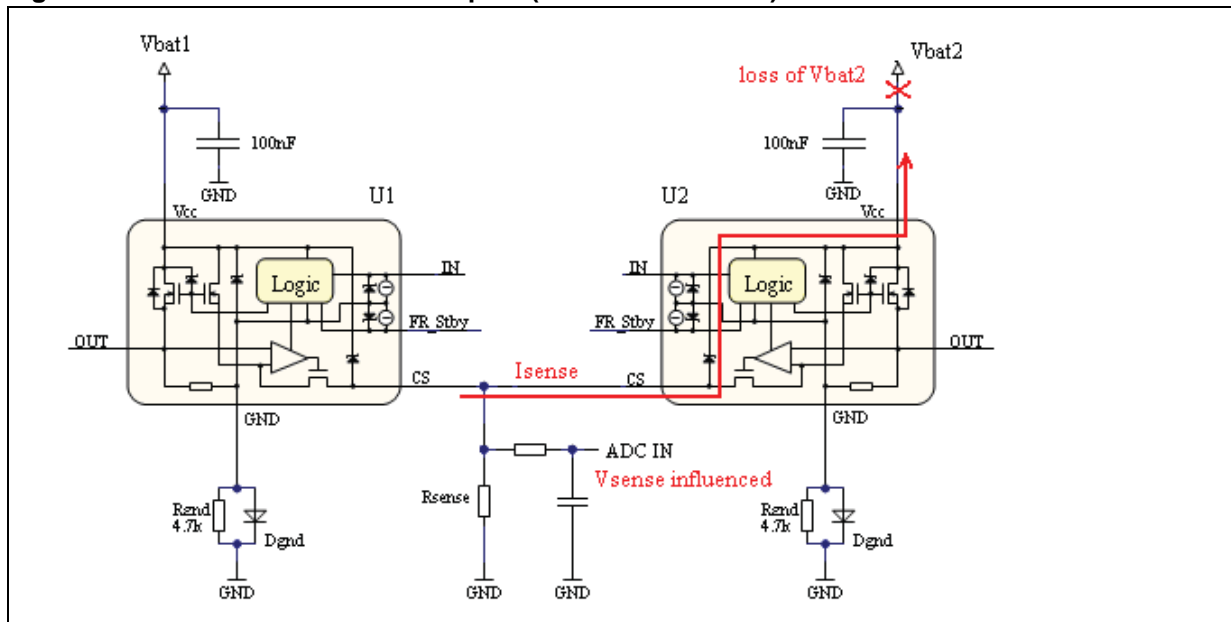 Vbat1
Vbat2
loss of Vbat2
100nF
100nF
GND
GND
U1
U2
Vcc
Vcc
IN
IN
Logic
Logic
FR_Stby
FR_Stby
OUT
OUT
Isense
CS
CS
GND
GND
ADC IN
Vsense influenced
Rsense
Rgnd
4.7k
Dgnd
Rgnd
4.7k
Dgnd
GND
GND
GND
GND